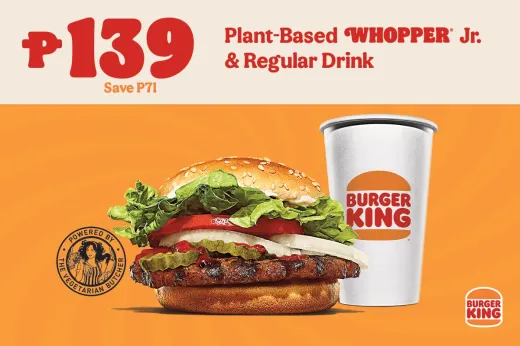 ₱139
Save P71
Plant-Based WHOPPER® Jr.
& Regular Drink
POWERED BY
THE VEGETARIAN BUTCHER
BURGER
KING
BURGER
KING